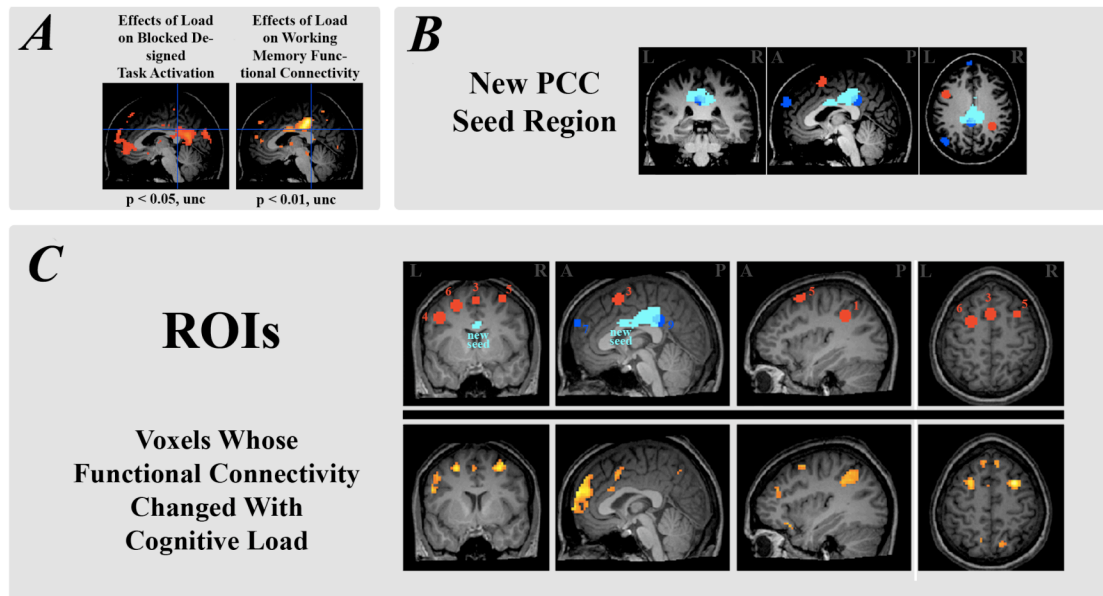 A
Effects of Load
on Blocked De-
signed
Task Activation
Effects of Load
on Working
Memory Func-
tional Connectivity
p < 0.05, unc
p < 0.01, unc
B
New PCC
Seed Region
L R
A P
L R
C
ROIs
L R
6 3 5
4
new
seed
A P
3
new
seed
A P
5 1
L R
6 3 5
Voxels Whose
Functional Connectivity
Changed With
Cognitive Load